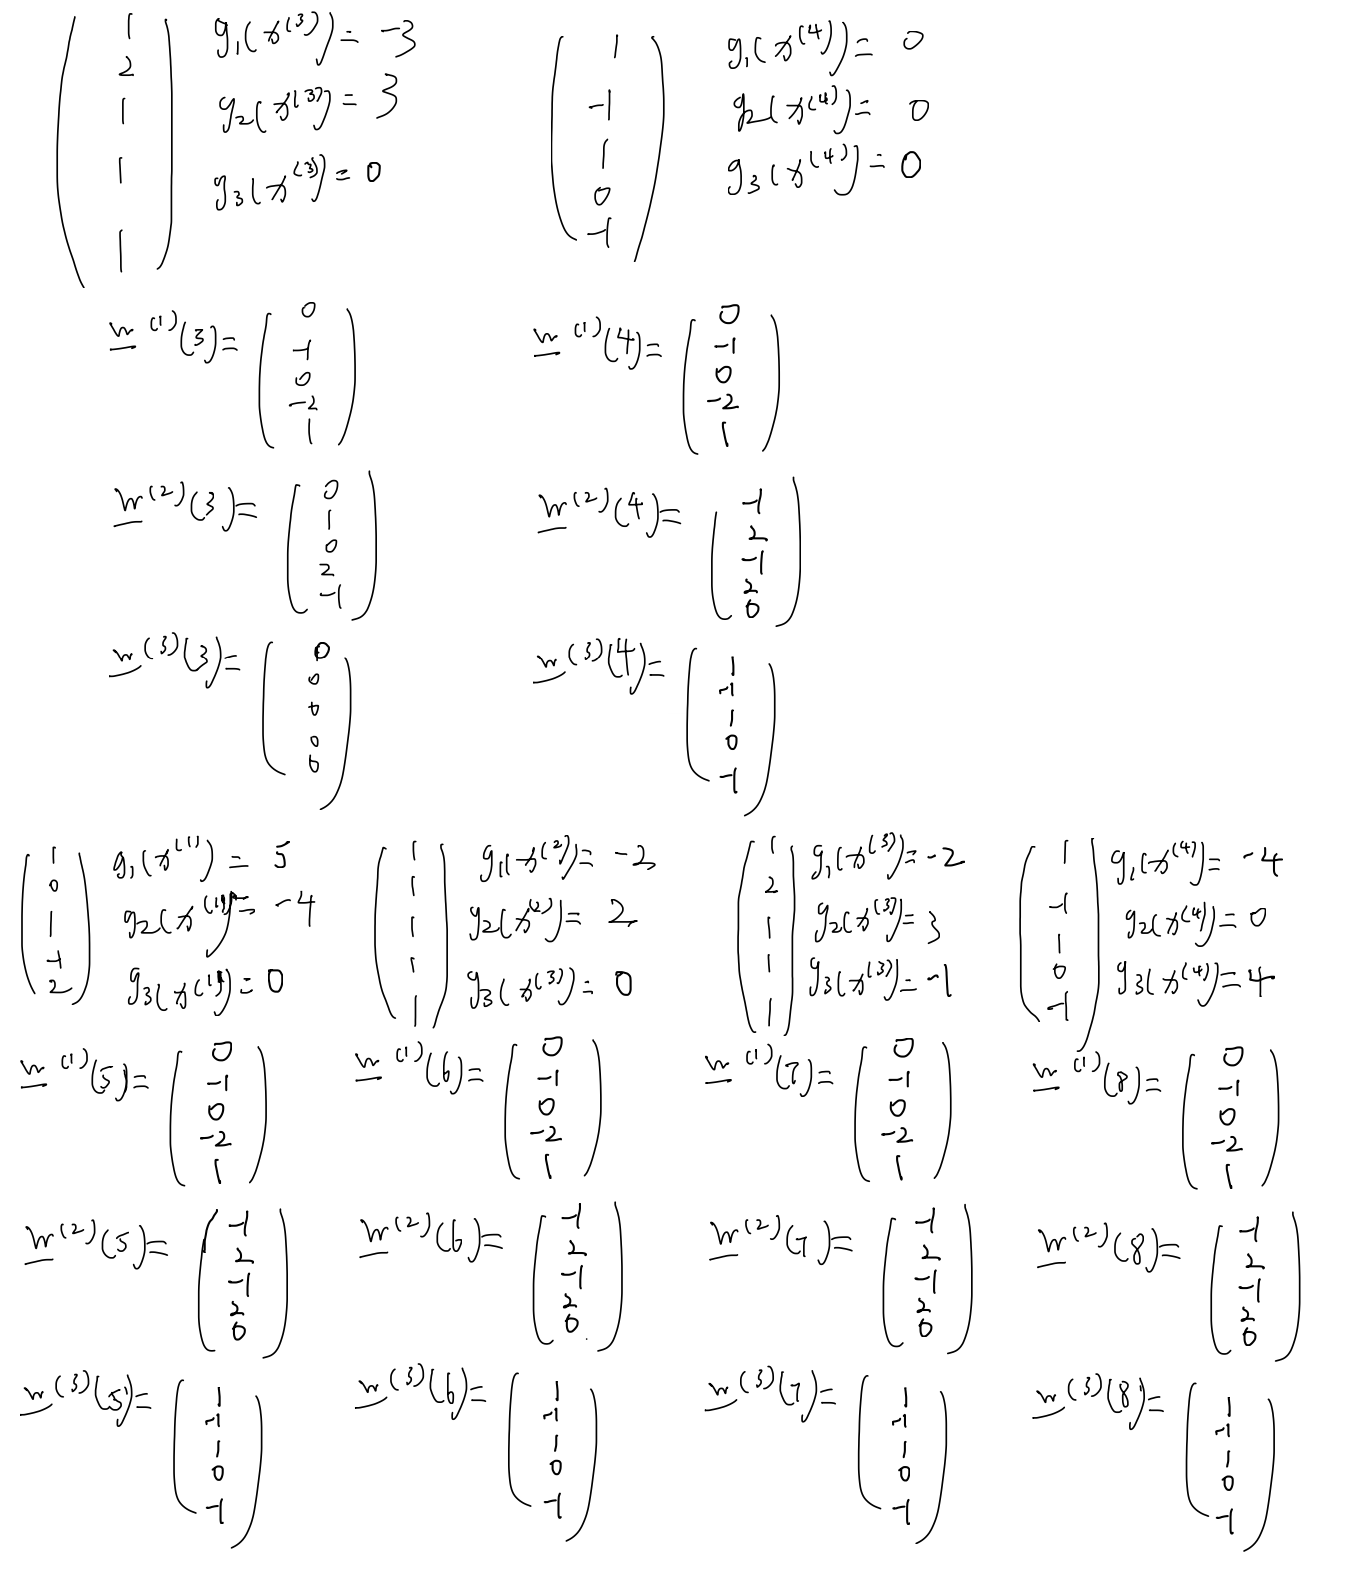 ( 1 2 1 1 1 ) g₁(x⁽³⁾) = -3 g₂(x⁽³⁾) = 3 g₃(x⁽³⁾) = 0
( 1 -1 1 0 -1 ) g₁(x⁽⁴⁾) = 0 g₂(x⁽⁴⁾) = 0 g₃(x⁽⁴⁾) = 0
w⁽¹⁾(3) = ( 0 -1 0 -2 1 ) w⁽¹⁾(4) = ( 0 -1 0 -2 1 )
w⁽²⁾(3) = ( 0 1 0 2 -1 ) w⁽²⁾(4) = ( -1 2 -1 2 0 )
w⁽³⁾(3) = ( 0 0 0 0 0 ) w⁽³⁾(4) = ( 1 -1 1 0 -1 )
( 1 0 1 -1 2 ) g₁(x⁽¹⁾) = 5 g₂(x⁽¹⁾) = -4 g₃(x⁽¹⁾) = 0
( 1 1 1 1 1 ) g₁(x⁽²⁾) = -2 g₂(x⁽²⁾) = 2 g₃(x⁽³⁾) = 0
( 1 2 1 1 1 ) g₁(x⁽³⁾) = -2 g₂(x⁽³⁾) = 3 g₃(x⁽³⁾) = -1
( 1 -1 1 0 -1 ) g₁(x⁽⁴⁾) = -4 g₂(x⁽⁴⁾) = 0 g₃(x⁽⁴⁾) = 4
w⁽¹⁾(5) = ( 0 -1 0 -2 1 ) w⁽¹⁾(6) = ( 0 -1 0 -2 1 ) w⁽¹⁾(7) = ( 0 -1 0 -2 1 ) w⁽¹⁾(8) = ( 0 -1 0 -2 1 )
w⁽²⁾(5) = ( -1 2 -1 2 0 ) w⁽²⁾(6) = ( -1 2 -1 2 0 ) w⁽²⁾(7) = ( -1 2 -1 2 0 ) w⁽²⁾(8) = ( -1 2 -1 2 0 )
w⁽³⁾(5) = ( 1 -1 1 0 -1 ) w⁽³⁾(6) = ( 1 -1 1 0 -1 ) w⁽³⁾(7) = ( 1 -1 1 0 -1 ) w⁽³⁾(8) = ( 1 -1 1 0 -1 )